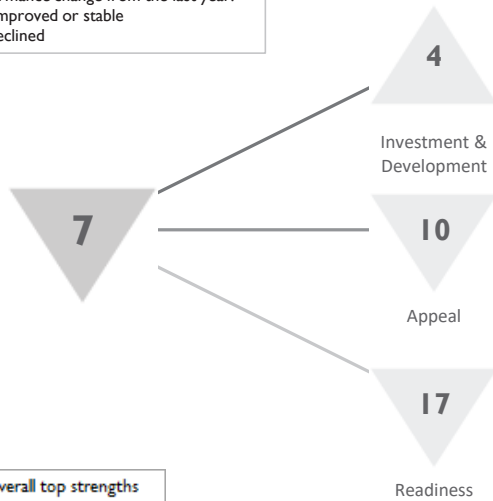 mance change from the last year:
mproved or stable
eclined
4
Investment &
Development
7
10
Appeal
17
Readiness
verall top strengths